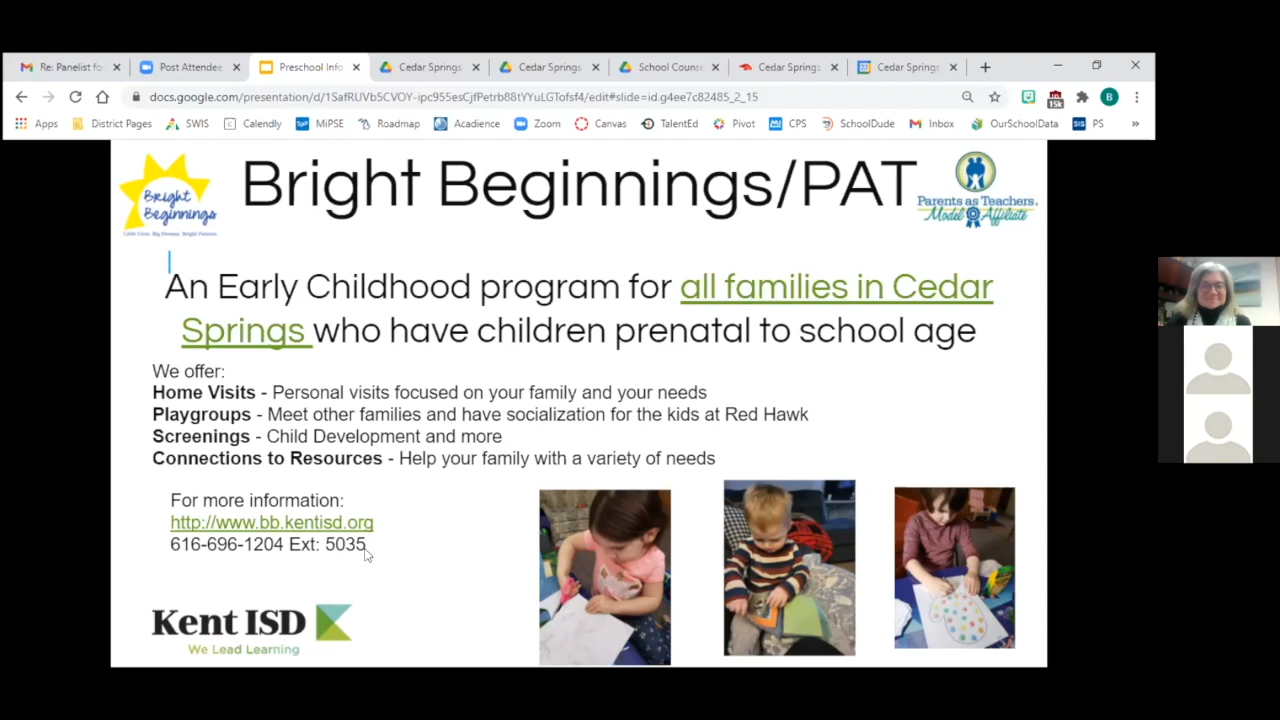 Re: Panelist fo
Post Attendee
Preschool Info
Cedar Springs
Cedar Springs
School Couns
Cedar Springs
Cedar Springs
docs.google.com/presentation/d/1SafRUVb5CVOY-ipc955esCjfPetrb88tYYuLGTofsf4/edit#slide=id.g4ee7c82485_2_15
15k
B
Apps
District Pages
SWIS
Calendly
MiPSE
Roadmap
Acadience
Zoom
Canvas
TalentEd
Pivot
CPS
SchoolDude
Inbox
OurSchoolData
PS
Bright
Beginnings
Little Lives. Big Dreams. Bright Futures.
Bright Beginnings/PAT
Parents as Teachers.
Model Affiliate
An Early Childhood program for all families in Cedar
Springs who have children prenatal to school age
We offer:
Home Visits - Personal visits focused on your family and your needs
Playgroups - Meet other families and have socialization for the kids at Red Hawk
Screenings - Child Development and more
Connections to Resources - Help your family with a variety of needs
For more information:
http://www.bb.kentisd.org
616-696-1204 Ext: 5035
Kent ISD
We Lead Learning